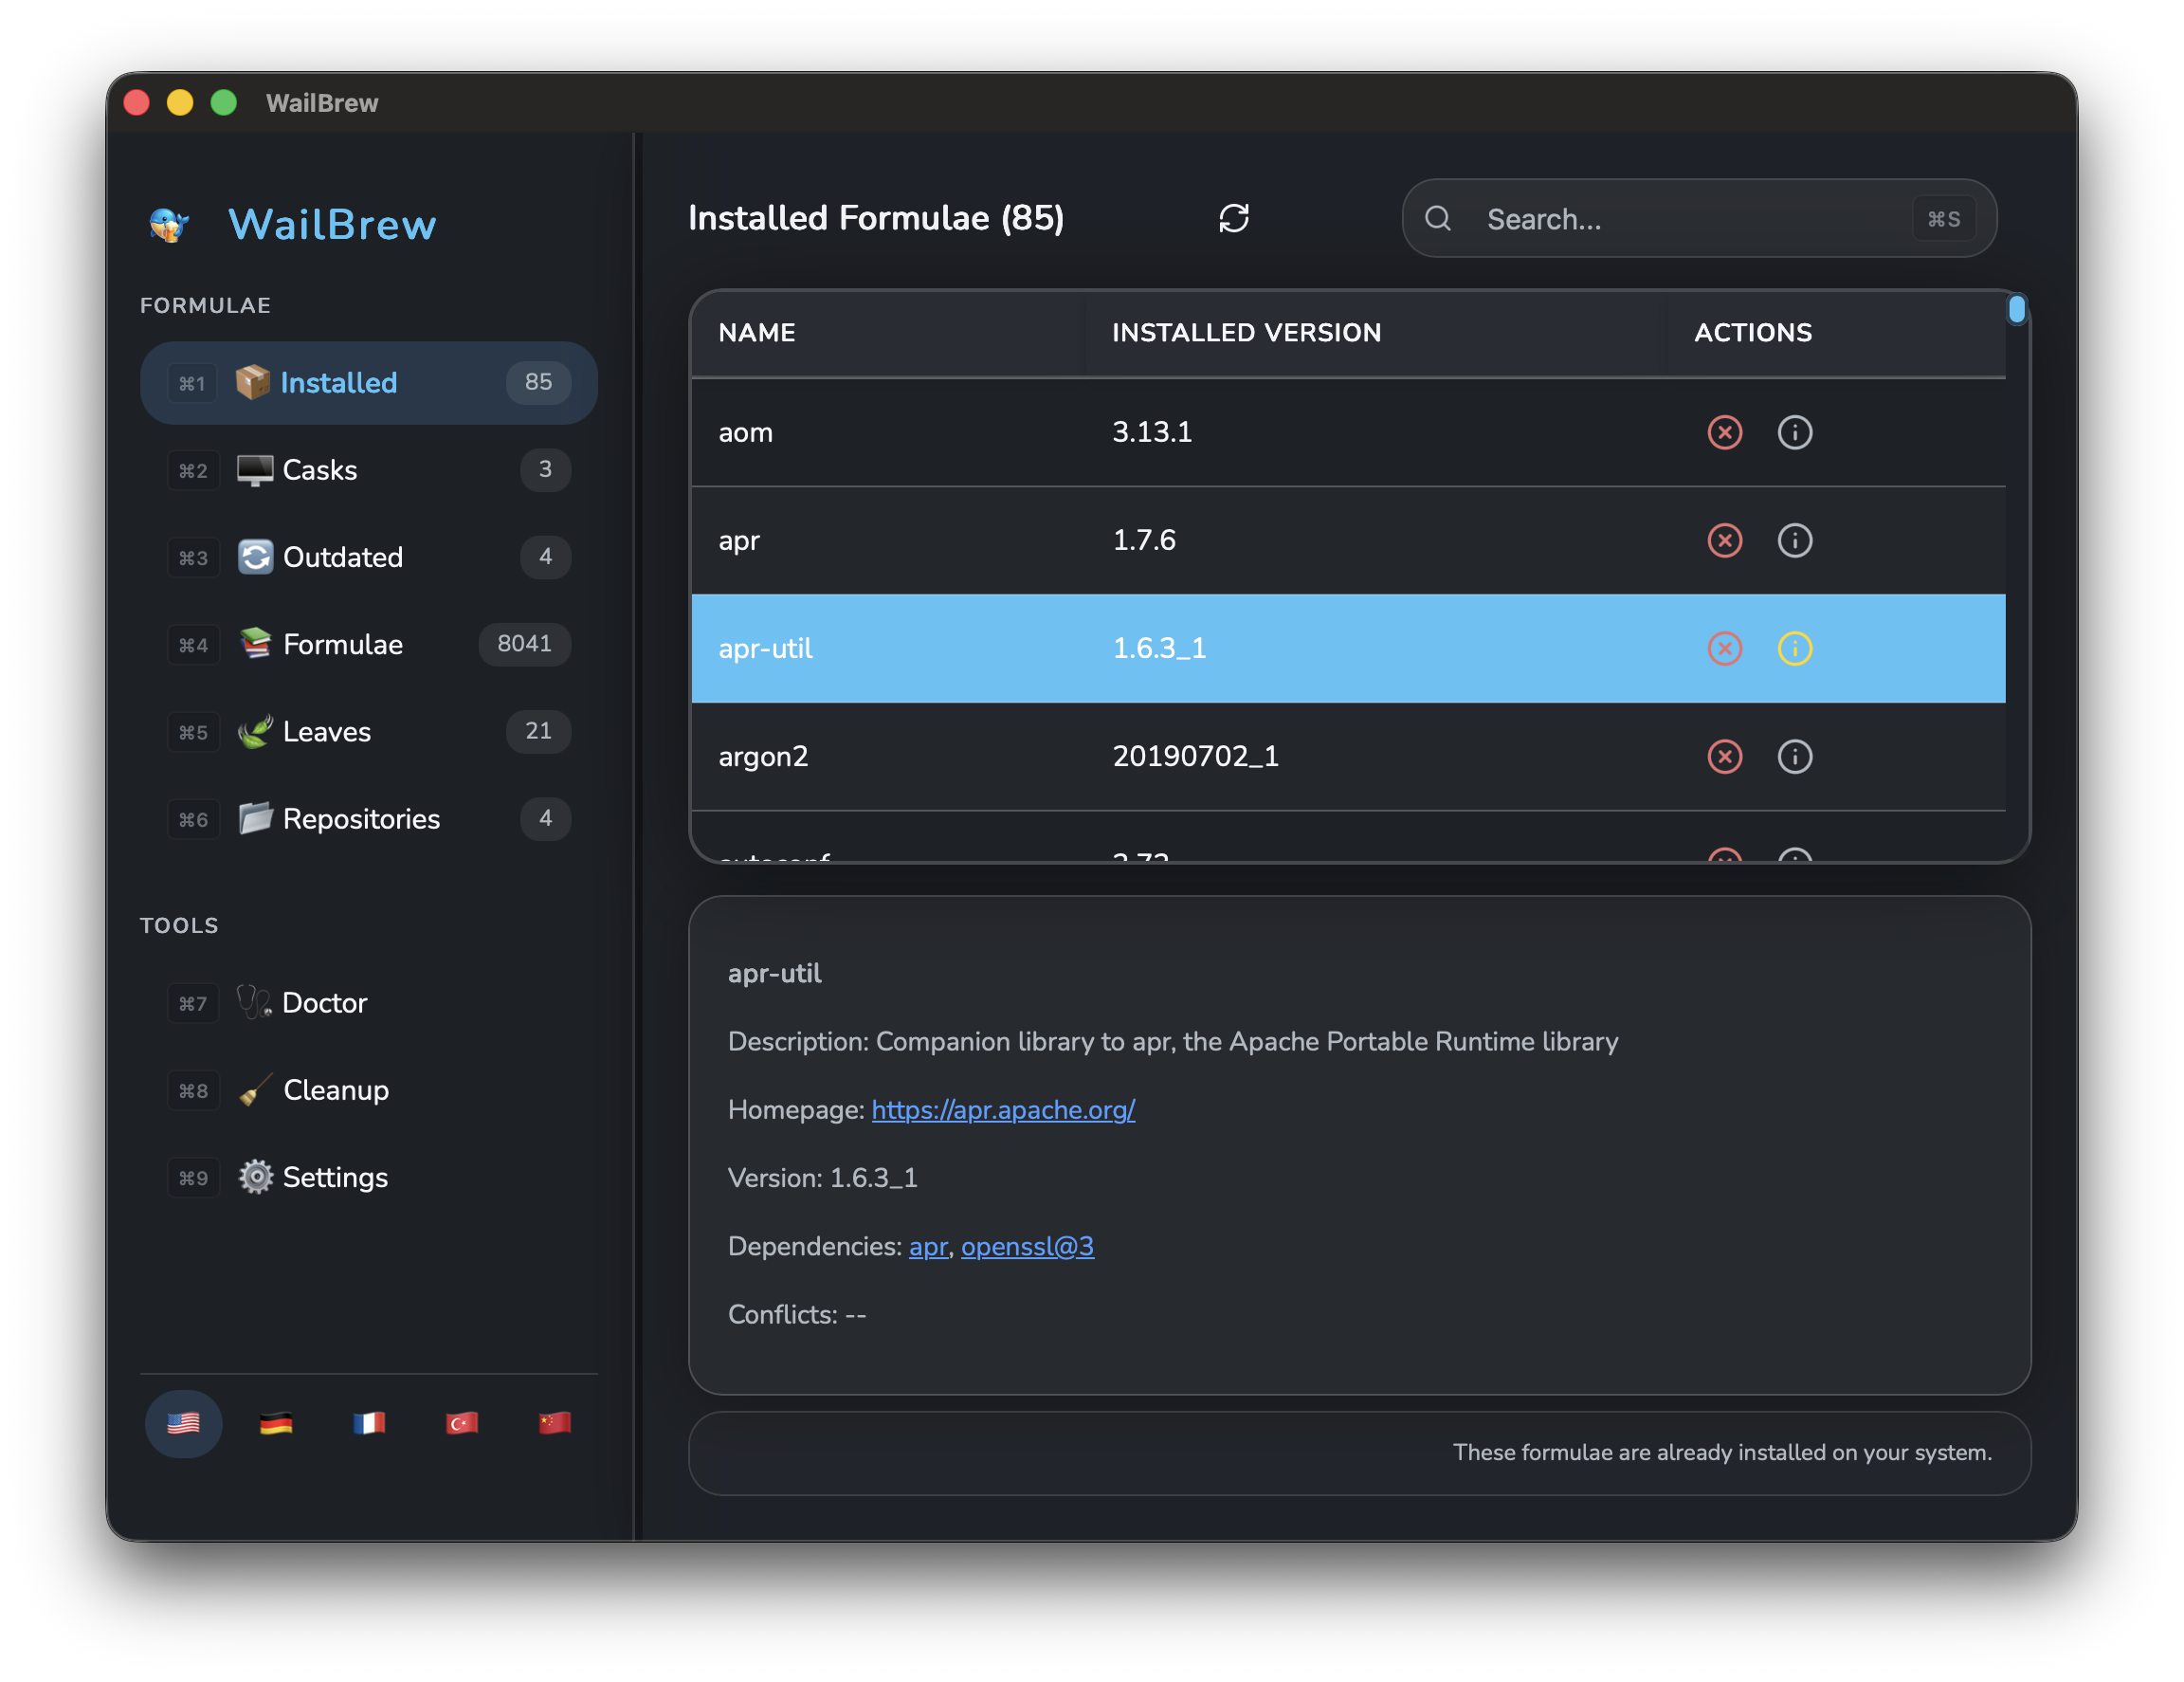 WailBrew
WailBrew
FORMULAE
⌘1 Installed 85
⌘2 Casks 3
⌘3 Outdated 4
⌘4 Formulae 8041
⌘5 Leaves 21
⌘6 Repositories 4
TOOLS
⌘7 Doctor
⌘8 Cleanup
⌘9 Settings
Installed Formulae (85)
Search...
⌘S
NAME INSTALLED VERSION ACTIONS
aom 3.13.1
apr 1.7.6
apr-util 1.6.3_1
argon2 20190702_1
apr-util
Description: Companion library to apr, the Apache Portable Runtime library
Homepage: https://apr.apache.org/
Version: 1.6.3_1
Dependencies: apr, openssl@3
Conflicts: --
These formulae are already installed on your system.